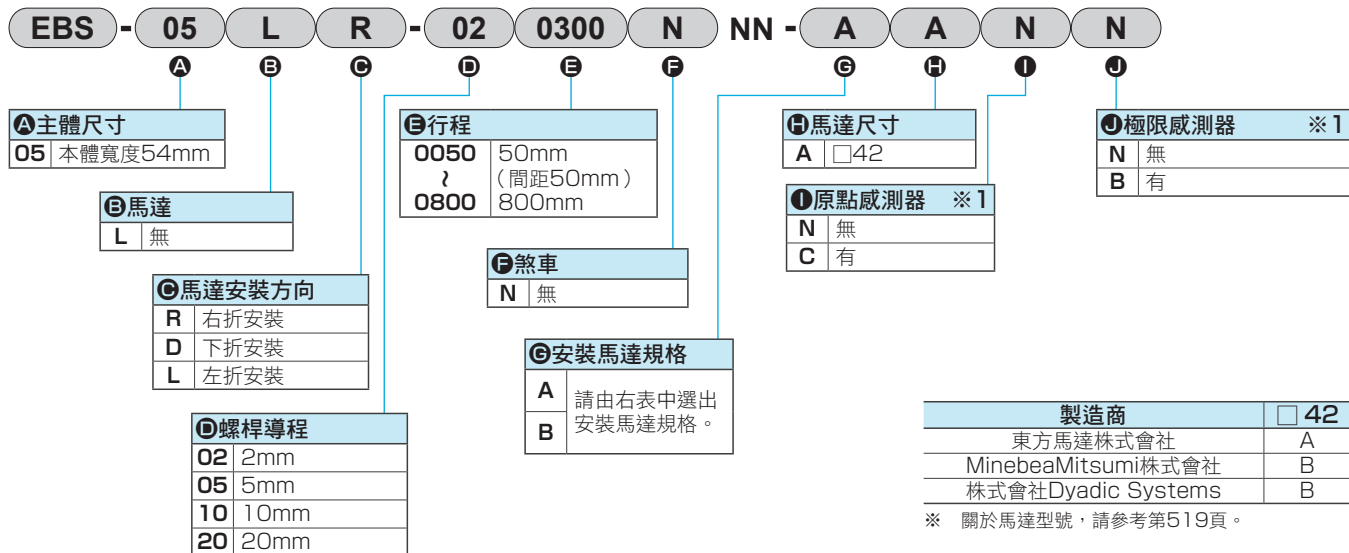 EBS - 05 L R - 02 0300 N NN - A A N N
Ⓐ Ⓑ Ⓒ Ⓓ Ⓔ Ⓕ Ⓖ Ⓗ Ⓘ Ⓙ
Ⓐ主體尺寸
05 本體寬度54mm
Ⓑ馬達
L 無
Ⓒ馬達安裝方向
R 右折安裝
D 下折安裝
L 左折安裝
Ⓓ螺桿導程
02 2mm
05 5mm
10 10mm
20 20mm
Ⓔ行程
0050 50mm
≀ (間距50mm)
0800 800mm
Ⓕ煞車
N 無
Ⓖ安裝馬達規格
A 請由右表中選出
B 安裝馬達規格。
Ⓗ馬達尺寸
A □42
Ⓘ原點感測器 ※1
N 無
C 有
Ⓙ極限感測器 ※1
N 無
B 有
製造商 □42
東方馬達株式會社 A
MinebeaMitsumi株式會社 B
株式會社Dyadic Systems B
※ 關於馬達型號，請參考第519頁。